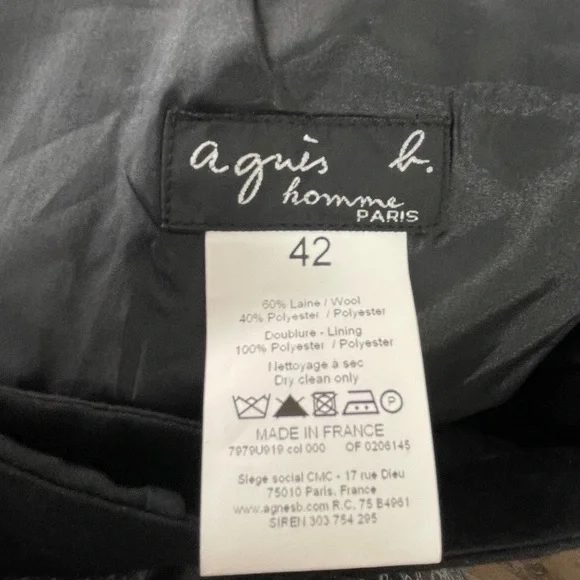 agnès b.
homme
PARIS
42
60% Laine / Wool
40% Polyester / Polyester
Doublure - Lining
100% Polyester / Polyester
Nettoyage à sec
Dry clean only
P
MADE IN FRANCE
7979U919 col 000 OF 0206145
Siège social CMC - 17 rue Dieu
75010 Paris, France
www.agnesb.com R.C. 75 B4961
SIREN 303 754 295